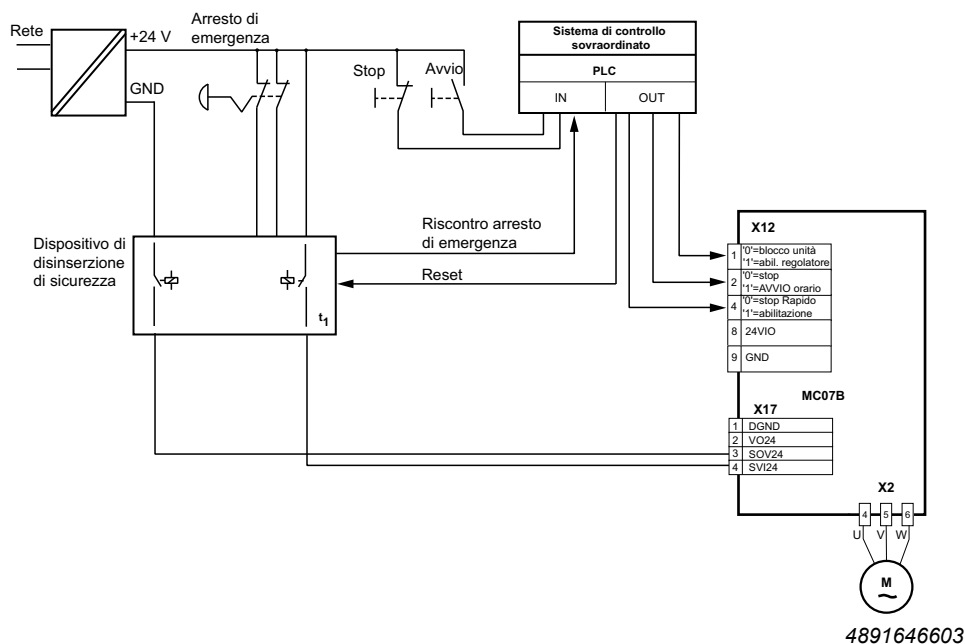 Rete
+24 V
GND
Arresto di
emergenza
Stop
Avvio
Sistema di controllo
sovraordinato
PLC
IN
OUT
Riscontro arresto
di emergenza
Reset
Dispositivo di
disinserzione
di sicurezza
t1
X12
1 '0'=blocco unità
'1'=abil. regolatore
2 '0'=stop
'1'=AVVIO orario
4 '0'=stop Rapido
'1'=abilitazione
8 24VIO
9 GND
MC07B
X17
1 DGND
2 VO24
3 SOV24
4 SVI24
X2
4 5 6
U V W
M
~
4891646603